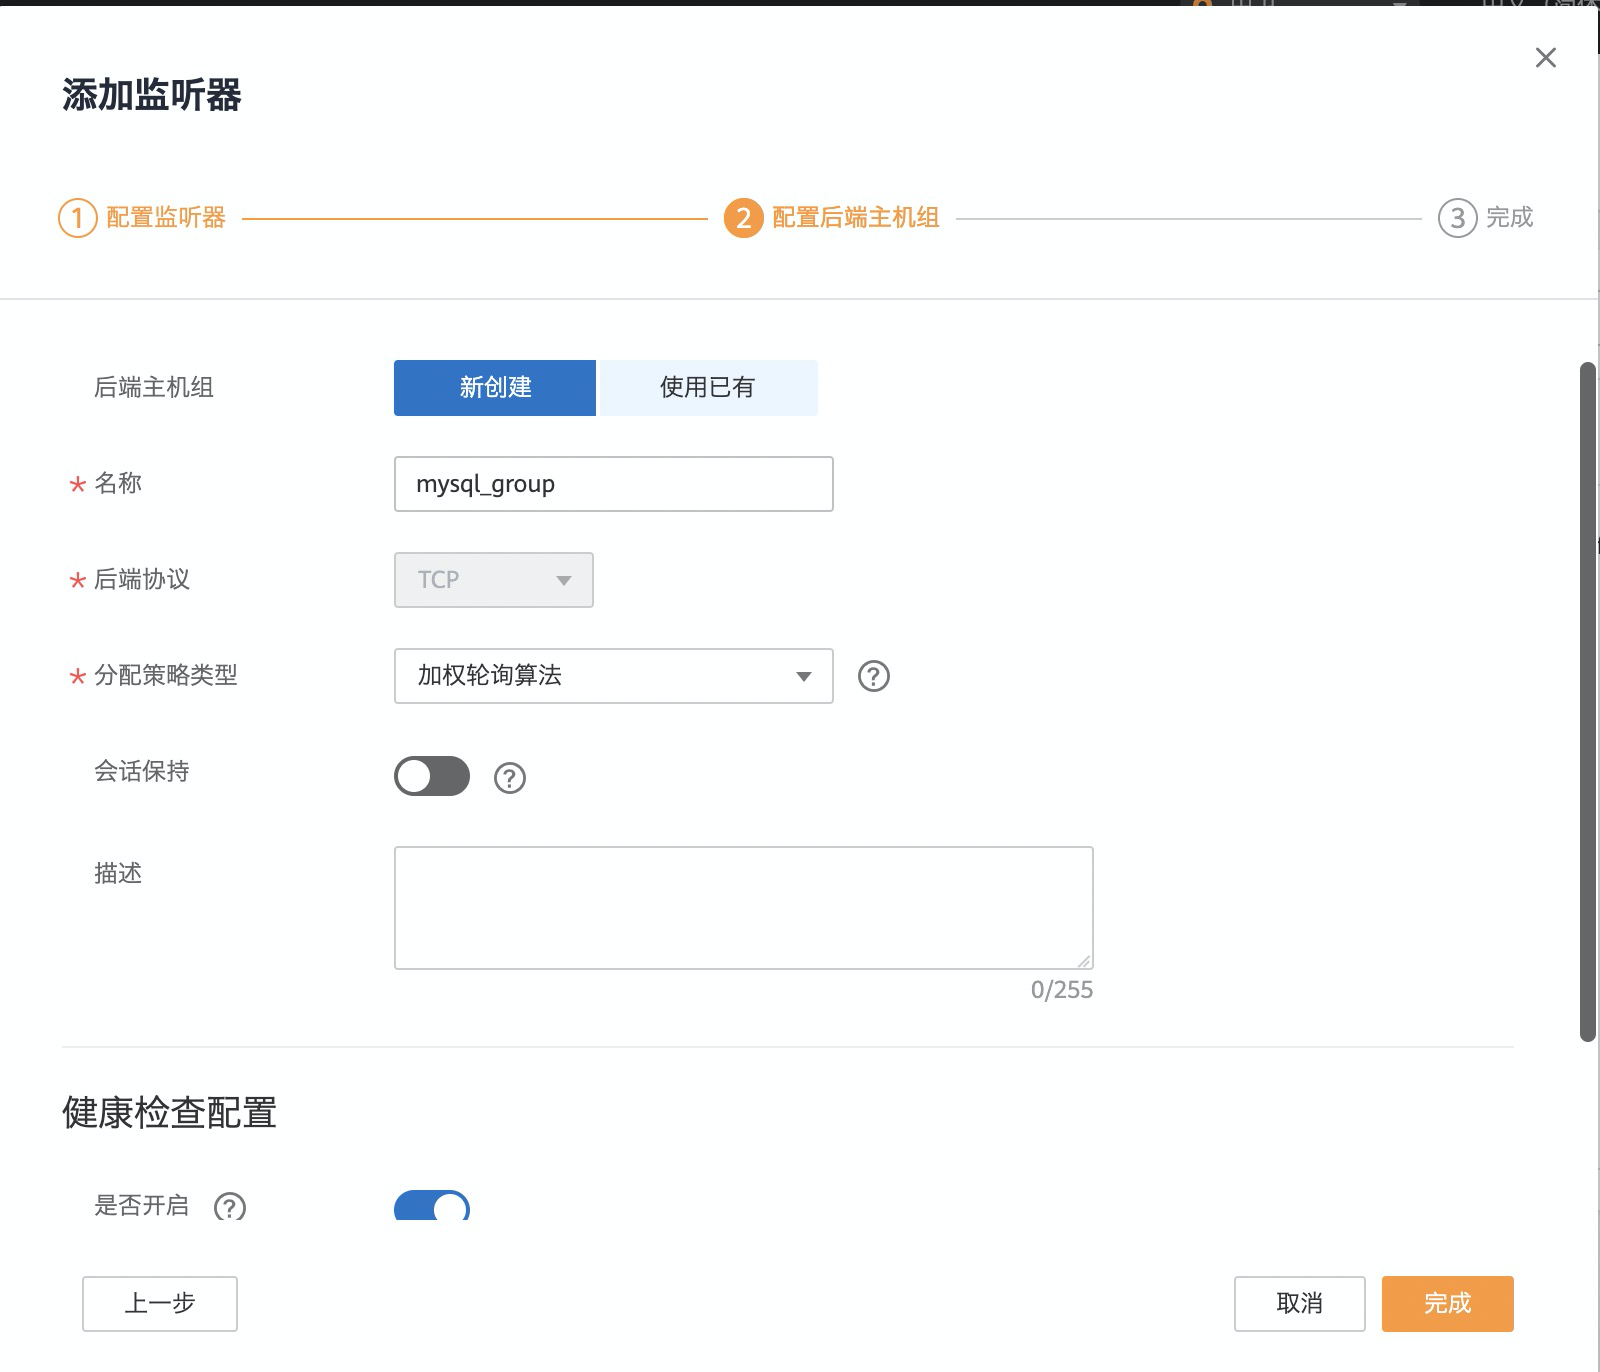 添加监听器
1 配置监听器
2 配置后端主机组
3 完成
后端主机组 新创建 使用已有
* 名称 mysql_group
* 后端协议 TCP
* 分配策略类型 加权轮询算法 ?
会话保持 ?
描述
0/255
健康检查配置
是否开启 ?
上一步 取消 完成